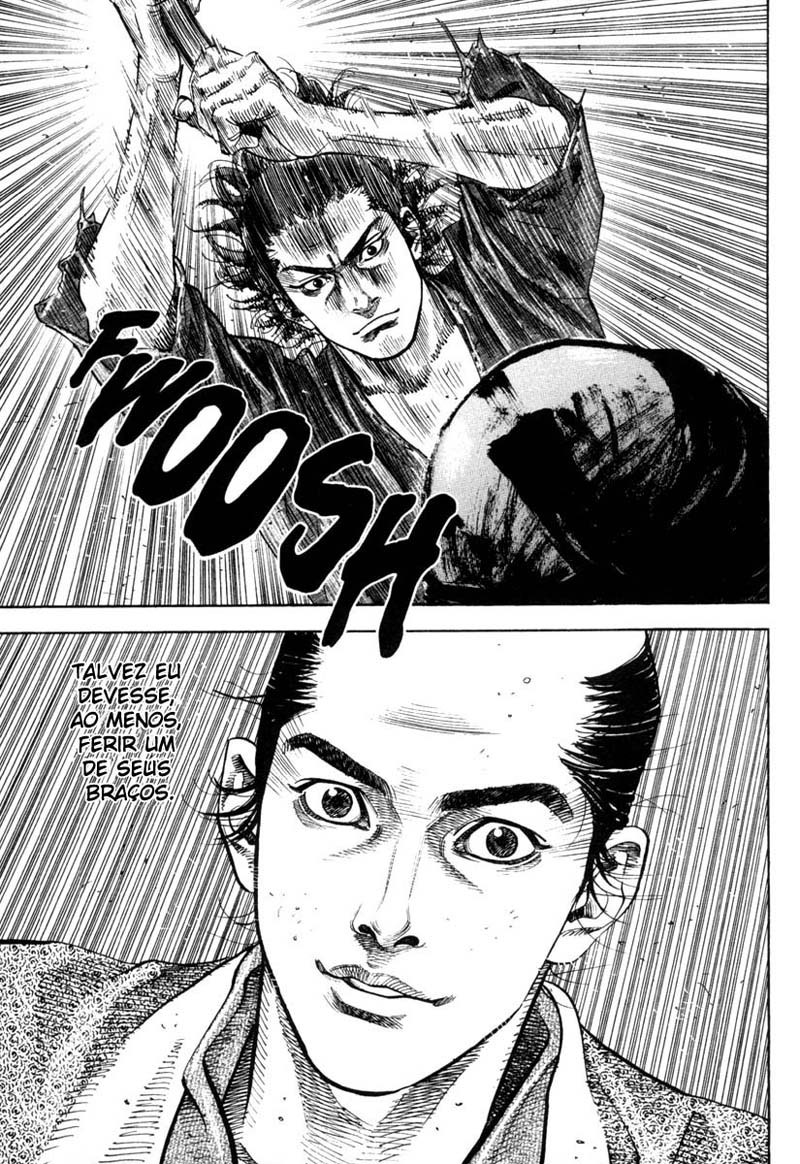 FWOOSH
TALVEZ EU
DEVESSE,
AO MENOS,
FERIR UM
DE SEUS
BRAÇOS.